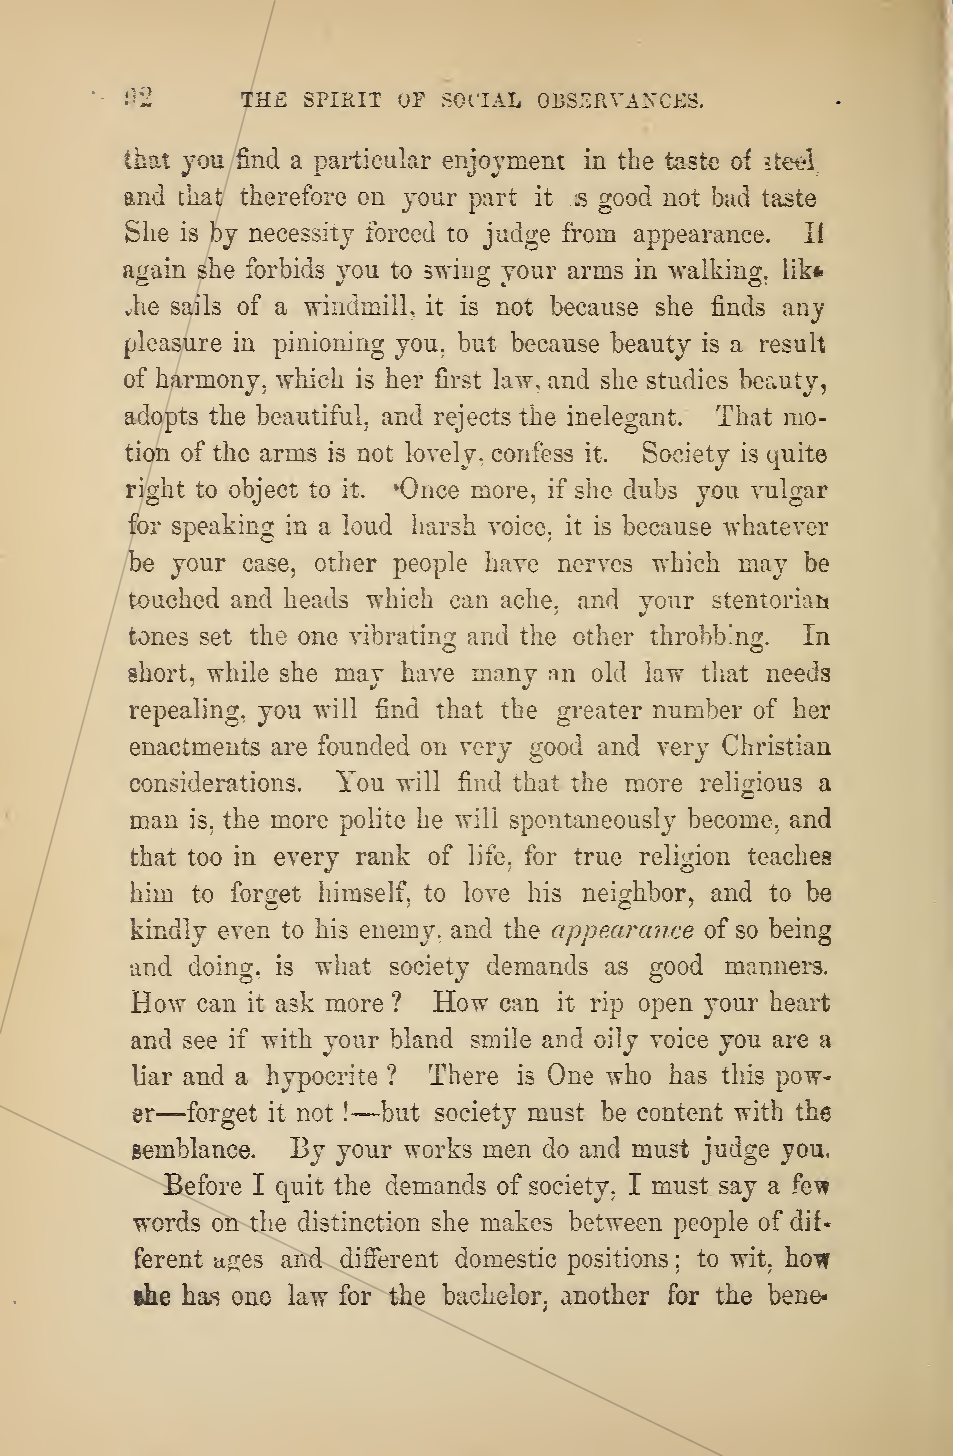 92 THE SPIRIT OF SOCIAL OBSERVANCES.
that you find a particular enjoyment in the taste of steel,
and that therefore on your part it is good not bad taste
She is by necessity forced to judge from appearance. If
again she forbids you to swing your arms in walking, like
the sails of a windmill, it is not because she finds any
pleasure in pinioning you, but because beauty is a result
of harmony, which is her first law, and she studies beauty,
adopts the beautiful, and rejects the inelegant. That mo-
tion of the arms is not lovely, confess it. Society is quite
right to object to it. Once more, if she dubs you vulgar
for speaking in a loud harsh voice, it is because whatever
be your case, other people have nerves which may be
touched and heads which can ache, and your stentorian
tones set the one vibrating and the other throbbing. In
short, while she may have many an old law that needs
repealing, you will find that the greater number of her
enactments are founded on very good and very Christian
considerations. You will find that the more religious a
man is, the more polite he will spontaneously become, and
that too in every rank of life, for true religion teaches
him to forget himself, to love his neighbor, and to be
kindly even to his enemy, and the appearance of so being
and doing, is what society demands as good manners.
How can it ask more? How can it rip open your heart
and see if with your bland smile and oily voice you are a
liar and a hypocrite? There is One who has this pow-
er—forget it not!—but society must be content with the
semblance. By your works men do and must judge you.
Before I quit the demands of society, I must say a few
words on the distinction she makes between people of dif-
ferent ages and different domestic positions; to wit, how
she has one law for the bachelor, another for the bene-